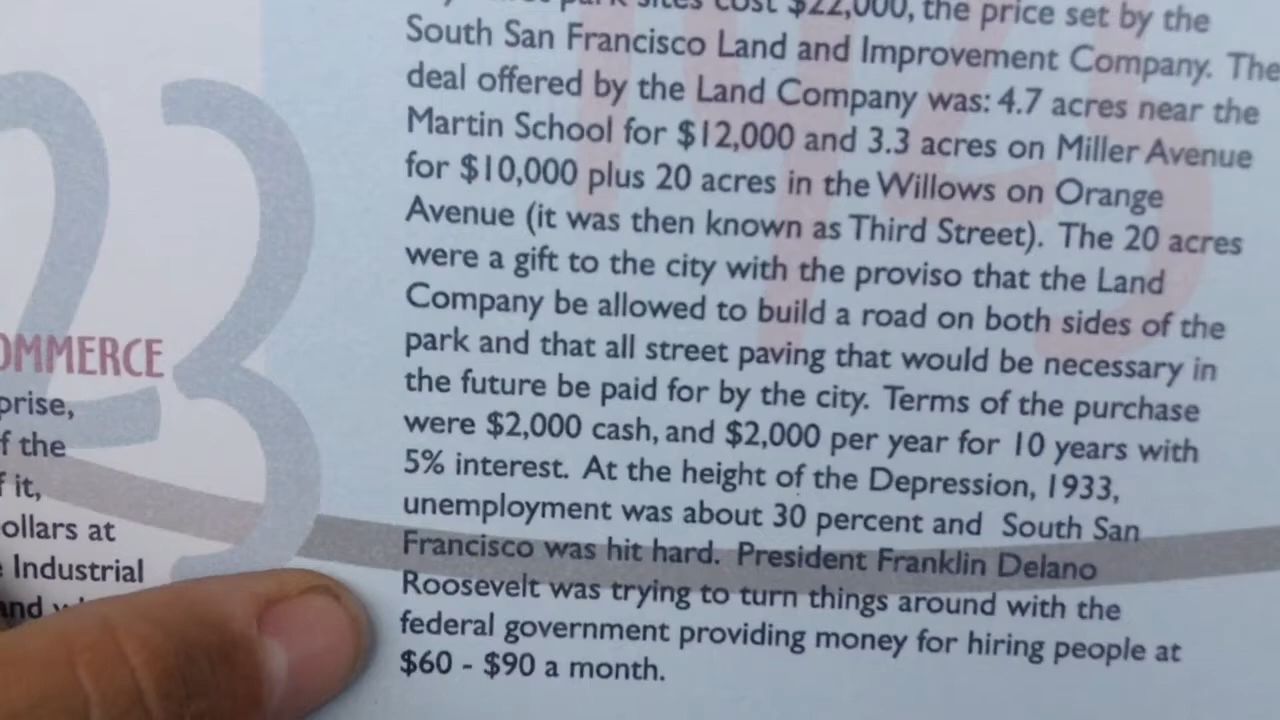 OMMERCE
prise,
f the
f it,
ollars at
Industrial
and
sites cost $22,000, the price set by the
South San Francisco Land and Improvement Company. The
deal offered by the Land Company was: 4.7 acres near the
Martin School for $12,000 and 3.3 acres on Miller Avenue
for $10,000 plus 20 acres in the Willows on Orange
Avenue (it was then known as Third Street). The 20 acres
were a gift to the city with the proviso that the Land
Company be allowed to build a road on both sides of the
park and that all street paving that would be necessary in
the future be paid for by the city. Terms of the purchase
were $2,000 cash, and $2,000 per year for 10 years with
5% interest. At the height of the Depression, 1933,
unemployment was about 30 percent and South San
Francisco was hit hard. President Franklin Delano
Roosevelt was trying to turn things around with the
federal government providing money for hiring people at
$60 - $90 a month.